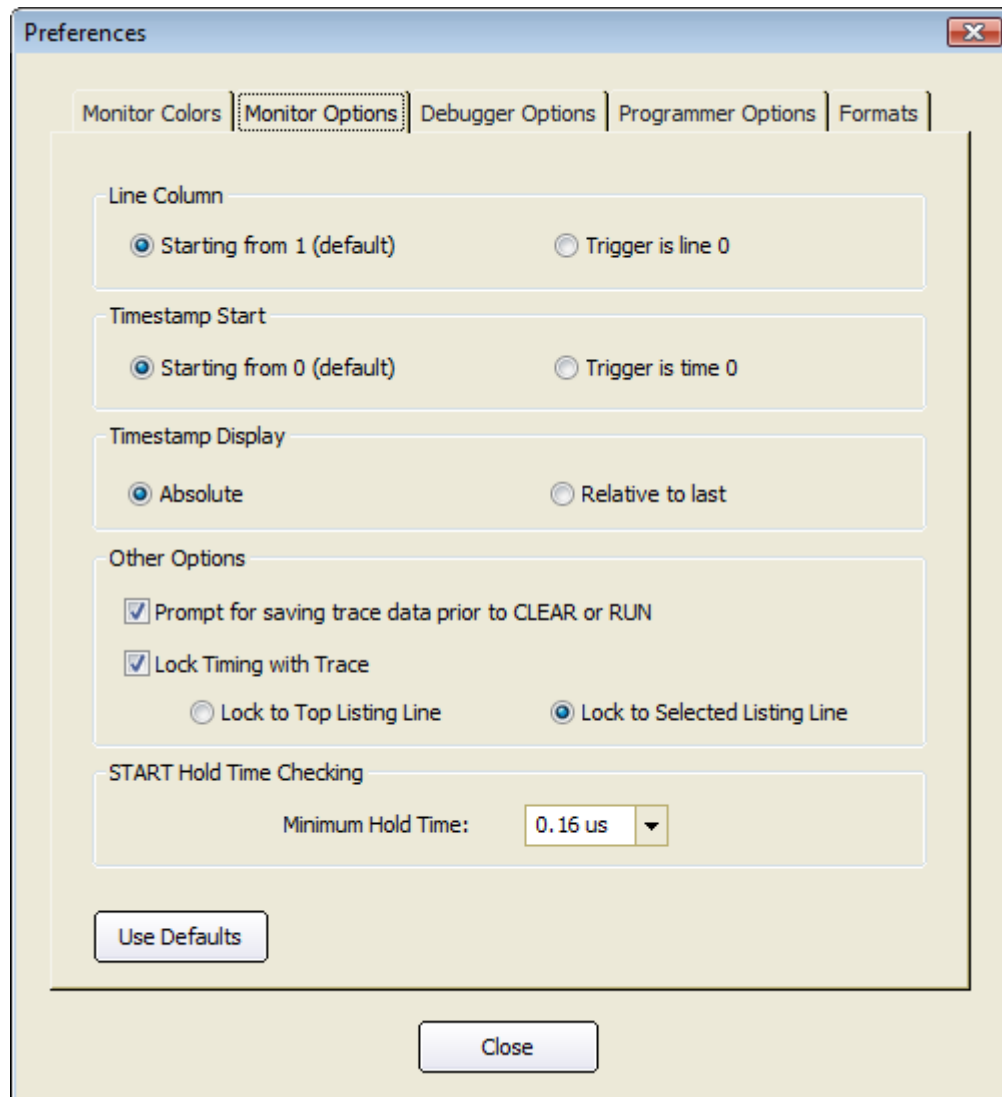 Preferences
Monitor Colors Monitor Options Debugger Options Programmer Options Formats
Line Column
Starting from 1 (default) Trigger is line 0
Timestamp Start
Starting from 0 (default) Trigger is time 0
Timestamp Display
Absolute Relative to last
Other Options
Prompt for saving trace data prior to CLEAR or RUN
Lock Timing with Trace
Lock to Top Listing Line Lock to Selected Listing Line
START Hold Time Checking
Minimum Hold Time: 0.16 us
Use Defaults
Close